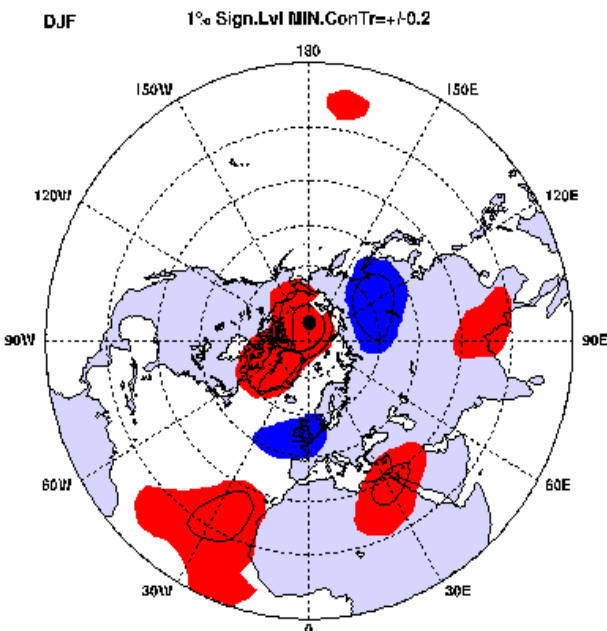 DJF
1% Sign.Lvl MIN.ConTr=+/-0.2
180
150W
150E
120W
120E
90W
90E
60W
60E
30W
30E
0